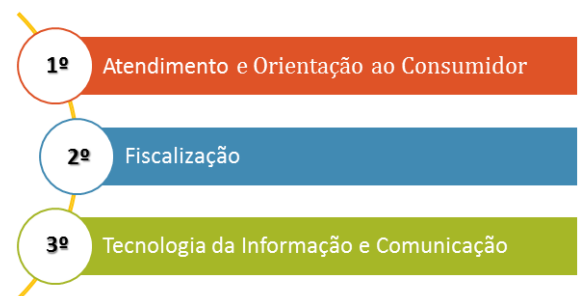 1º Atendimento e Orientação ao Consumidor
2º Fiscalização
3º Tecnologia da Informação e Comunicação